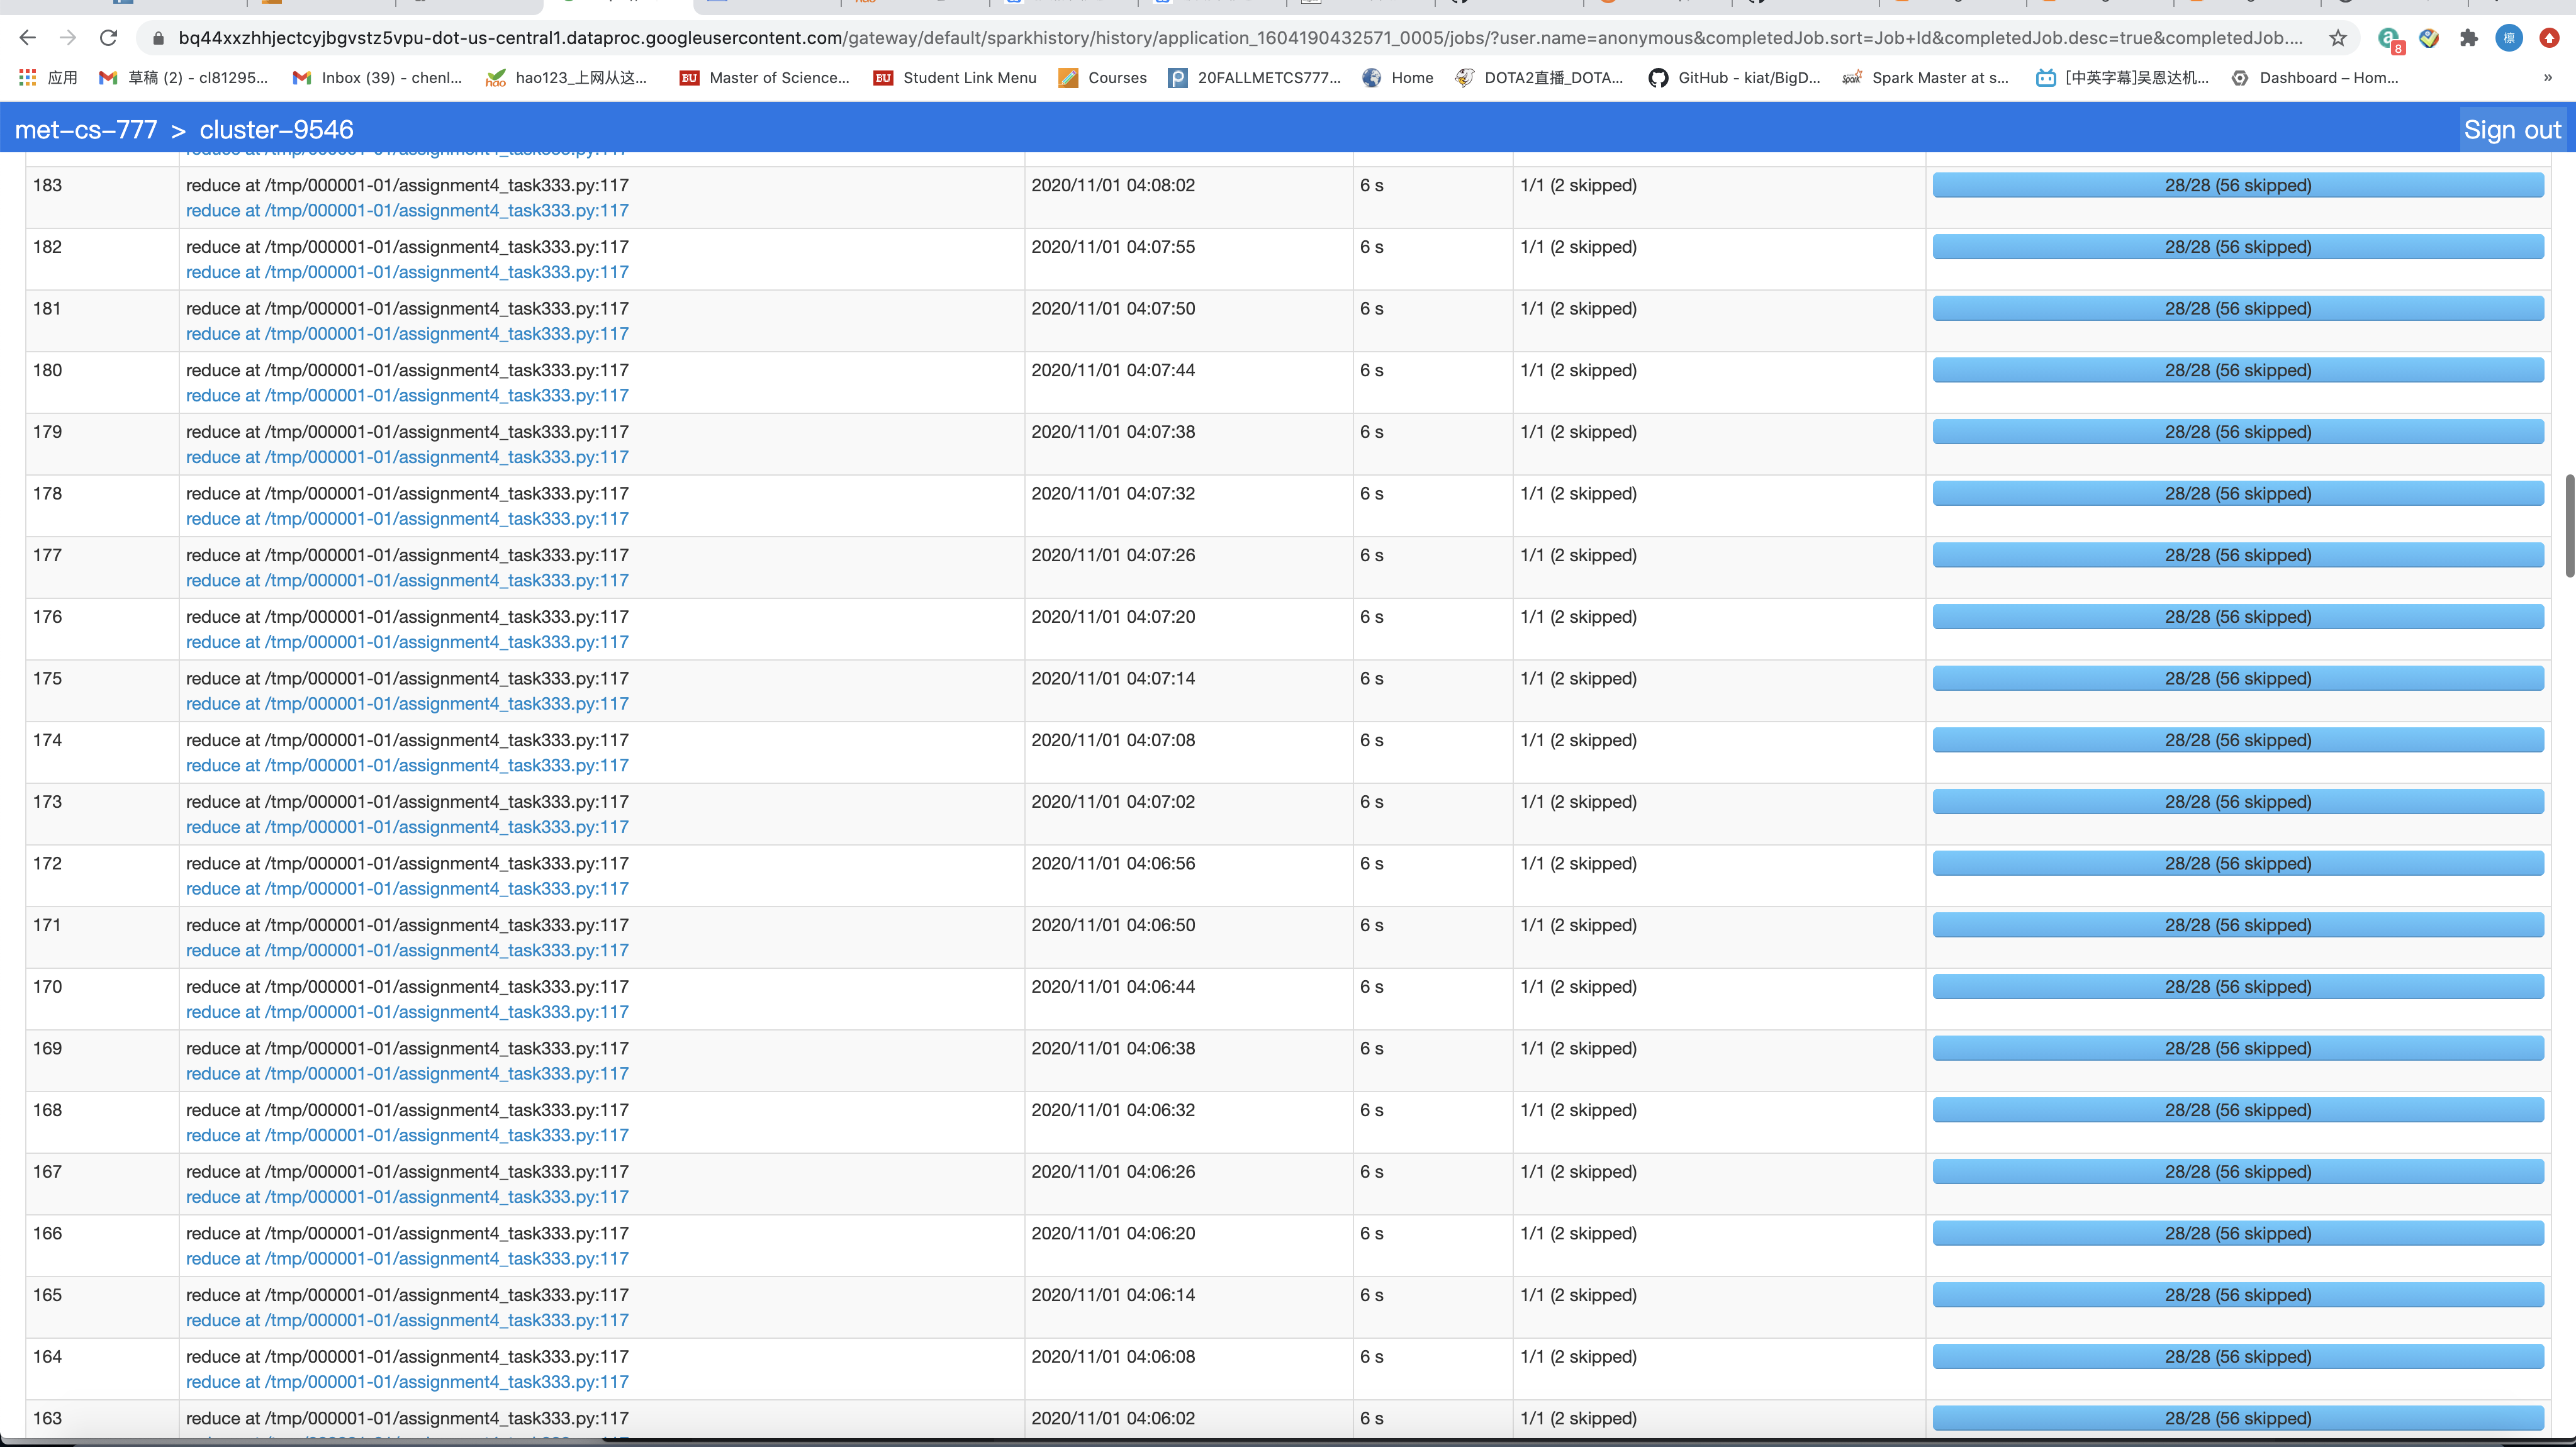 bq44xxzhhjectcyjbgvstz5vpu-dot-us-central1.dataproc.googleusercontent.com/gateway/default/sparkhistory/history/application_1604190432571_0005/jobs/?user.name=anonymous&completedJob.sort=Job+Id&completedJob.desc=true&completedJob....
8
应用 草稿 (2) - cl81295... Inbox (39) - chenl... hao123_上网从这... BU Master of Science... BU Student Link Menu Courses 20FALLMETCS777... Home DOTA2直播_DOTA... GitHub - kiat/BigD... Spark Master at s... [中英字幕]吴恩达机... Dashboard – Hom... »
met-cs-777 > cluster-9546 Sign out
183 reduce at /tmp/000001-01/assignment4_task333.py:117 2020/11/01 04:08:02 6 s 1/1 (2 skipped) 28/28 (56 skipped)
reduce at /tmp/000001-01/assignment4_task333.py:117
182 reduce at /tmp/000001-01/assignment4_task333.py:117 2020/11/01 04:07:55 6 s 1/1 (2 skipped) 28/28 (56 skipped)
reduce at /tmp/000001-01/assignment4_task333.py:117
181 reduce at /tmp/000001-01/assignment4_task333.py:117 2020/11/01 04:07:50 6 s 1/1 (2 skipped) 28/28 (56 skipped)
reduce at /tmp/000001-01/assignment4_task333.py:117
180 reduce at /tmp/000001-01/assignment4_task333.py:117 2020/11/01 04:07:44 6 s 1/1 (2 skipped) 28/28 (56 skipped)
reduce at /tmp/000001-01/assignment4_task333.py:117
179 reduce at /tmp/000001-01/assignment4_task333.py:117 2020/11/01 04:07:38 6 s 1/1 (2 skipped) 28/28 (56 skipped)
reduce at /tmp/000001-01/assignment4_task333.py:117
178 reduce at /tmp/000001-01/assignment4_task333.py:117 2020/11/01 04:07:32 6 s 1/1 (2 skipped) 28/28 (56 skipped)
reduce at /tmp/000001-01/assignment4_task333.py:117
177 reduce at /tmp/000001-01/assignment4_task333.py:117 2020/11/01 04:07:26 6 s 1/1 (2 skipped) 28/28 (56 skipped)
reduce at /tmp/000001-01/assignment4_task333.py:117
176 reduce at /tmp/000001-01/assignment4_task333.py:117 2020/11/01 04:07:20 6 s 1/1 (2 skipped) 28/28 (56 skipped)
reduce at /tmp/000001-01/assignment4_task333.py:117
175 reduce at /tmp/000001-01/assignment4_task333.py:117 2020/11/01 04:07:14 6 s 1/1 (2 skipped) 28/28 (56 skipped)
reduce at /tmp/000001-01/assignment4_task333.py:117
174 reduce at /tmp/000001-01/assignment4_task333.py:117 2020/11/01 04:07:08 6 s 1/1 (2 skipped) 28/28 (56 skipped)
reduce at /tmp/000001-01/assignment4_task333.py:117
173 reduce at /tmp/000001-01/assignment4_task333.py:117 2020/11/01 04:07:02 6 s 1/1 (2 skipped) 28/28 (56 skipped)
reduce at /tmp/000001-01/assignment4_task333.py:117
172 reduce at /tmp/000001-01/assignment4_task333.py:117 2020/11/01 04:06:56 6 s 1/1 (2 skipped) 28/28 (56 skipped)
reduce at /tmp/000001-01/assignment4_task333.py:117
171 reduce at /tmp/000001-01/assignment4_task333.py:117 2020/11/01 04:06:50 6 s 1/1 (2 skipped) 28/28 (56 skipped)
reduce at /tmp/000001-01/assignment4_task333.py:117
170 reduce at /tmp/000001-01/assignment4_task333.py:117 2020/11/01 04:06:44 6 s 1/1 (2 skipped) 28/28 (56 skipped)
reduce at /tmp/000001-01/assignment4_task333.py:117
169 reduce at /tmp/000001-01/assignment4_task333.py:117 2020/11/01 04:06:38 6 s 1/1 (2 skipped) 28/28 (56 skipped)
reduce at /tmp/000001-01/assignment4_task333.py:117
168 reduce at /tmp/000001-01/assignment4_task333.py:117 2020/11/01 04:06:32 6 s 1/1 (2 skipped) 28/28 (56 skipped)
reduce at /tmp/000001-01/assignment4_task333.py:117
167 reduce at /tmp/000001-01/assignment4_task333.py:117 2020/11/01 04:06:26 6 s 1/1 (2 skipped) 28/28 (56 skipped)
reduce at /tmp/000001-01/assignment4_task333.py:117
166 reduce at /tmp/000001-01/assignment4_task333.py:117 2020/11/01 04:06:20 6 s 1/1 (2 skipped) 28/28 (56 skipped)
reduce at /tmp/000001-01/assignment4_task333.py:117
165 reduce at /tmp/000001-01/assignment4_task333.py:117 2020/11/01 04:06:14 6 s 1/1 (2 skipped) 28/28 (56 skipped)
reduce at /tmp/000001-01/assignment4_task333.py:117
164 reduce at /tmp/000001-01/assignment4_task333.py:117 2020/11/01 04:06:08 6 s 1/1 (2 skipped) 28/28 (56 skipped)
reduce at /tmp/000001-01/assignment4_task333.py:117
163 reduce at /tmp/000001-01/assignment4_task333.py:117 2020/11/01 04:06:02 6 s 1/1 (2 skipped) 28/28 (56 skipped)